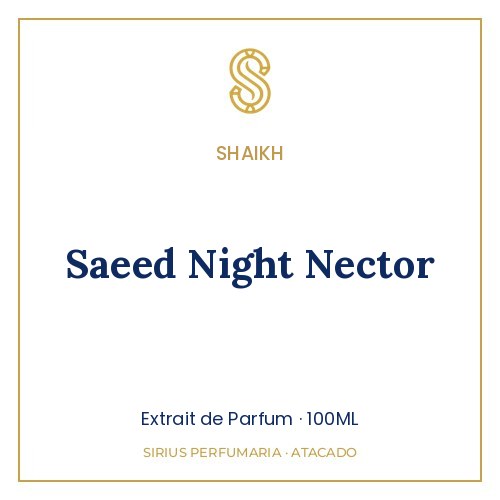 SHAIKH
Saeed Night Nector
Extrait de Parfum · 100ML
SIRIUS PERFUMARIA · ATACADO